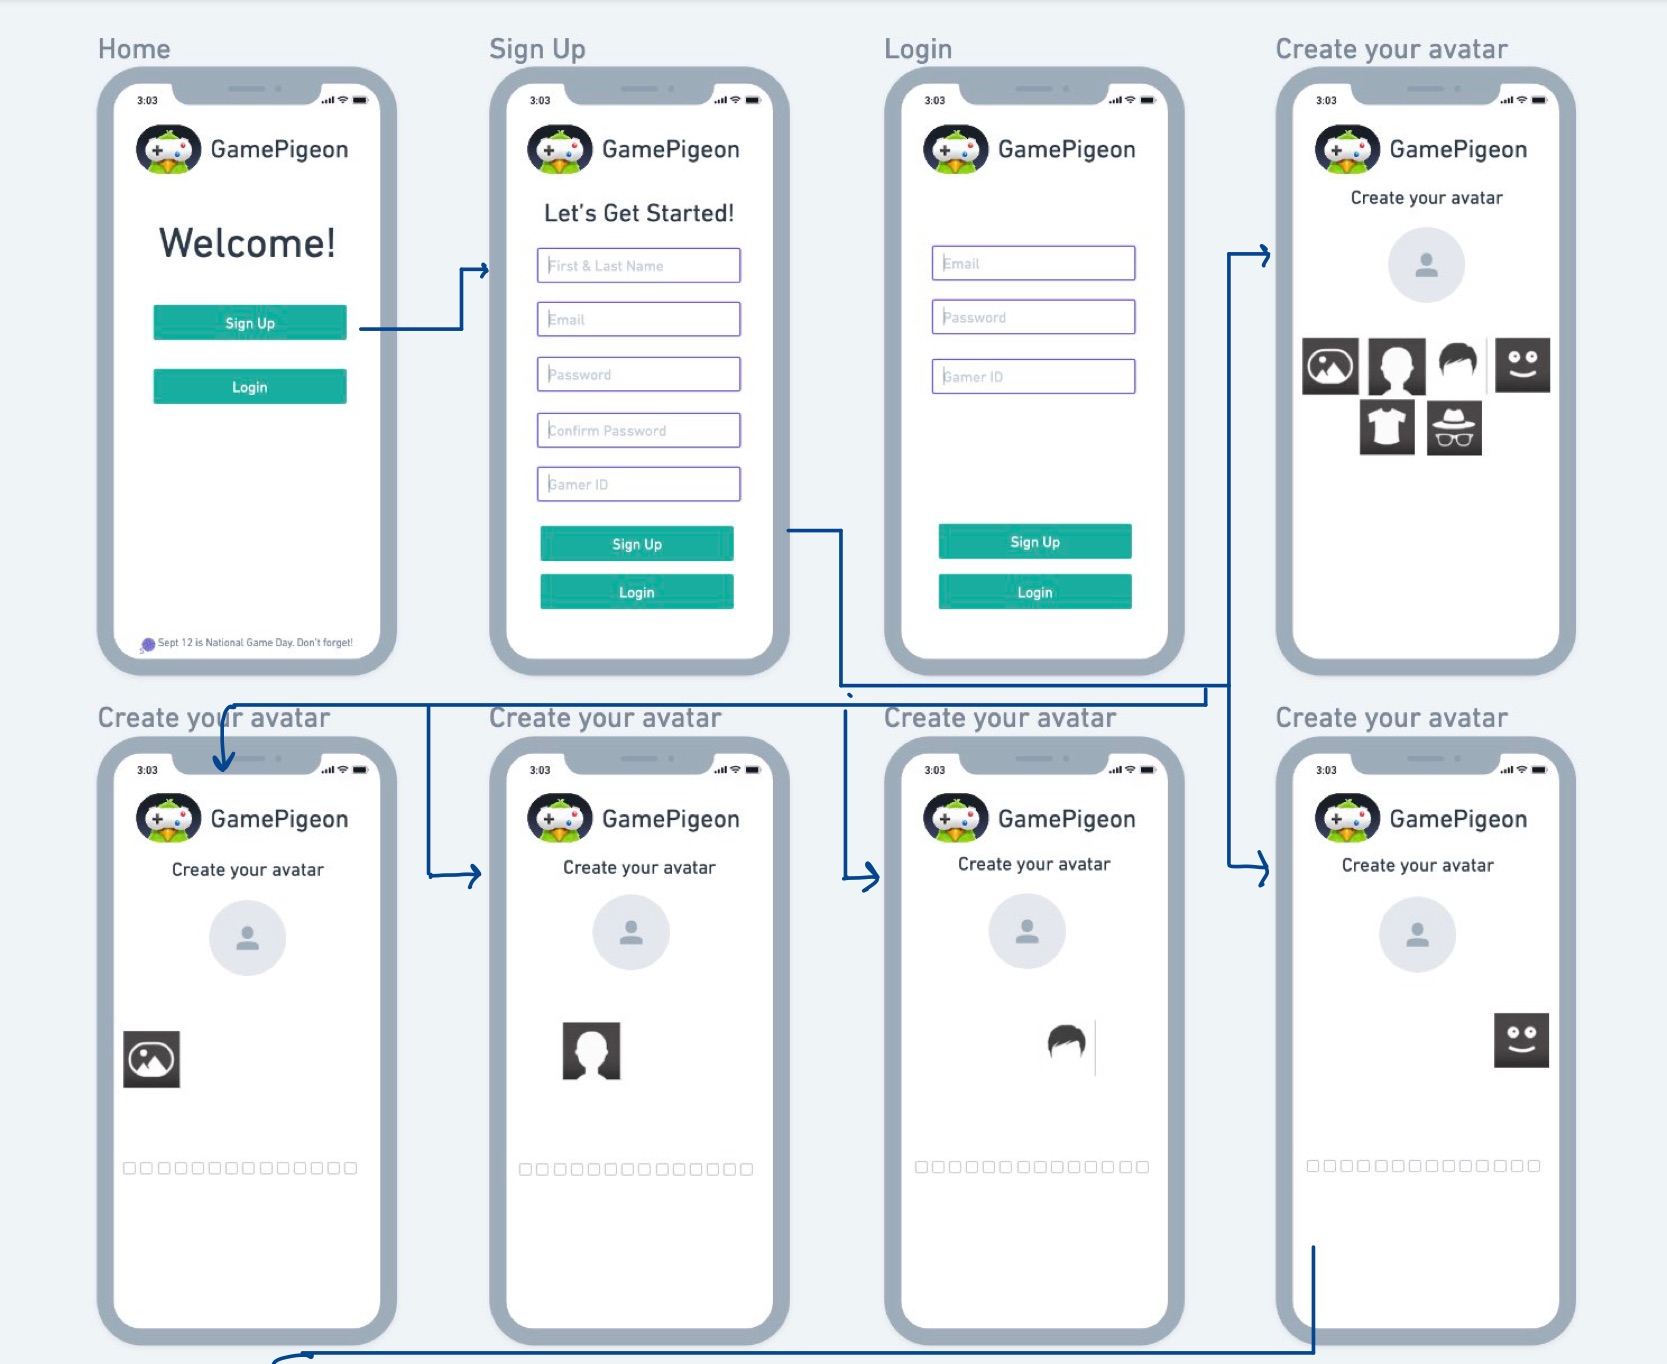 Home
3:03
GamePigeon
Welcome!
Sign Up
Login
Sept 12 is National Game Day. Don't forget!
Sign Up
3:03
GamePigeon
Let's Get Started!
First & Last Name
Email
Password
Confirm Password
Gamer ID
Sign Up
Login
Login
3:03
GamePigeon
Email
Password
Gamer ID
Sign Up
Login
Create your avatar
3:03
GamePigeon
Create your avatar
Create your avatar
3:03
GamePigeon
Create your avatar
Create your avatar
3:03
GamePigeon
Create your avatar
Create your avatar
3:03
GamePigeon
Create your avatar
Create your avatar
3:03
GamePigeon
Create your avatar